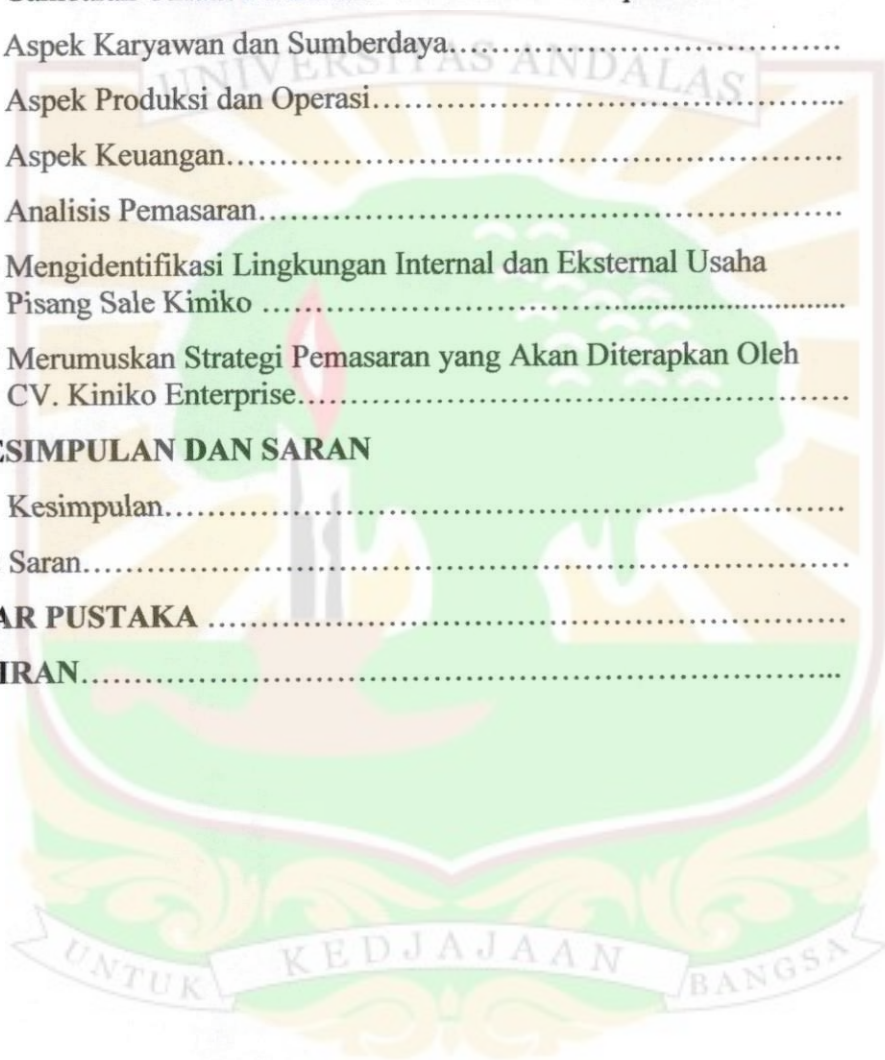 Aspek Karyawan dan Sumberdaya……………………………………
UNIVERSITAS ANDALAS
Aspek Produksi dan Operasi……………………………………………...
Aspek Keuangan……………………………………………………………
Analisis Pemasaran…………………………………………………………
Mengidentifikasi Lingkungan Internal dan Eksternal Usaha
Pisang Sale Kiniko ……………………………………...............................
Merumuskan Strategi Pemasaran yang Akan Diterapkan Oleh
CV. Kiniko Enterprise………………………………………………………
ESIMPULAN DAN SARAN
Kesimpulan…………………………………………………………………
Saran…………………………………………………………………………
AR PUSTAKA ………………………………………………………………
IRAN…………………………………………………………………………..
UNTUK KEDJAJAAN BANGSA